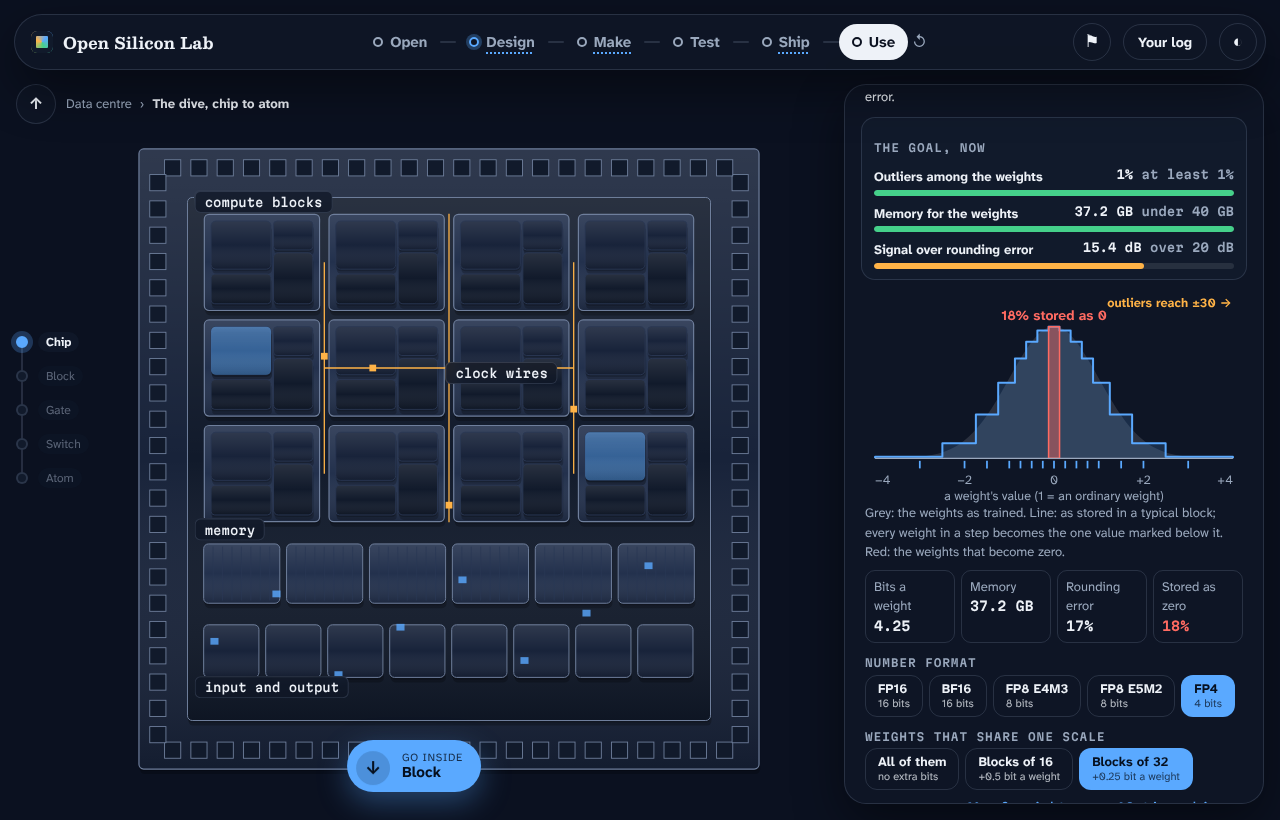 Open Silicon Lab
Open
Design
Make
Test
Ship
Use
Your log
Data centre › The dive, chip to atom
error.
THE GOAL, NOW
Outliers among the weights 1% at least 1%
Memory for the weights 37.2 GB under 40 GB
Signal over rounding error 15.4 dB over 20 dB
outliers reach ±30 →
18% stored as 0
−4 −2 0 +2 +4
a weight's value (1 = an ordinary weight)
Grey: the weights as trained. Line: as stored in a typical block;
every weight in a step becomes the one value marked below it.
Red: the weights that become zero.
Bits a weight
4.25
Memory
37.2 GB
Rounding error
17%
Stored as zero
18%
NUMBER FORMAT
FP16
16 bits
BF16
16 bits
FP8 E4M3
8 bits
FP8 E5M2
8 bits
FP4
4 bits
WEIGHTS THAT SHARE ONE SCALE
All of them
no extra bits
Blocks of 16
+0.5 bit a weight
Blocks of 32
+0.25 bit a weight
Chip
Block
Gate
Switch
Atom
compute blocks
clock wires
memory
input and output
GO INSIDE
Block